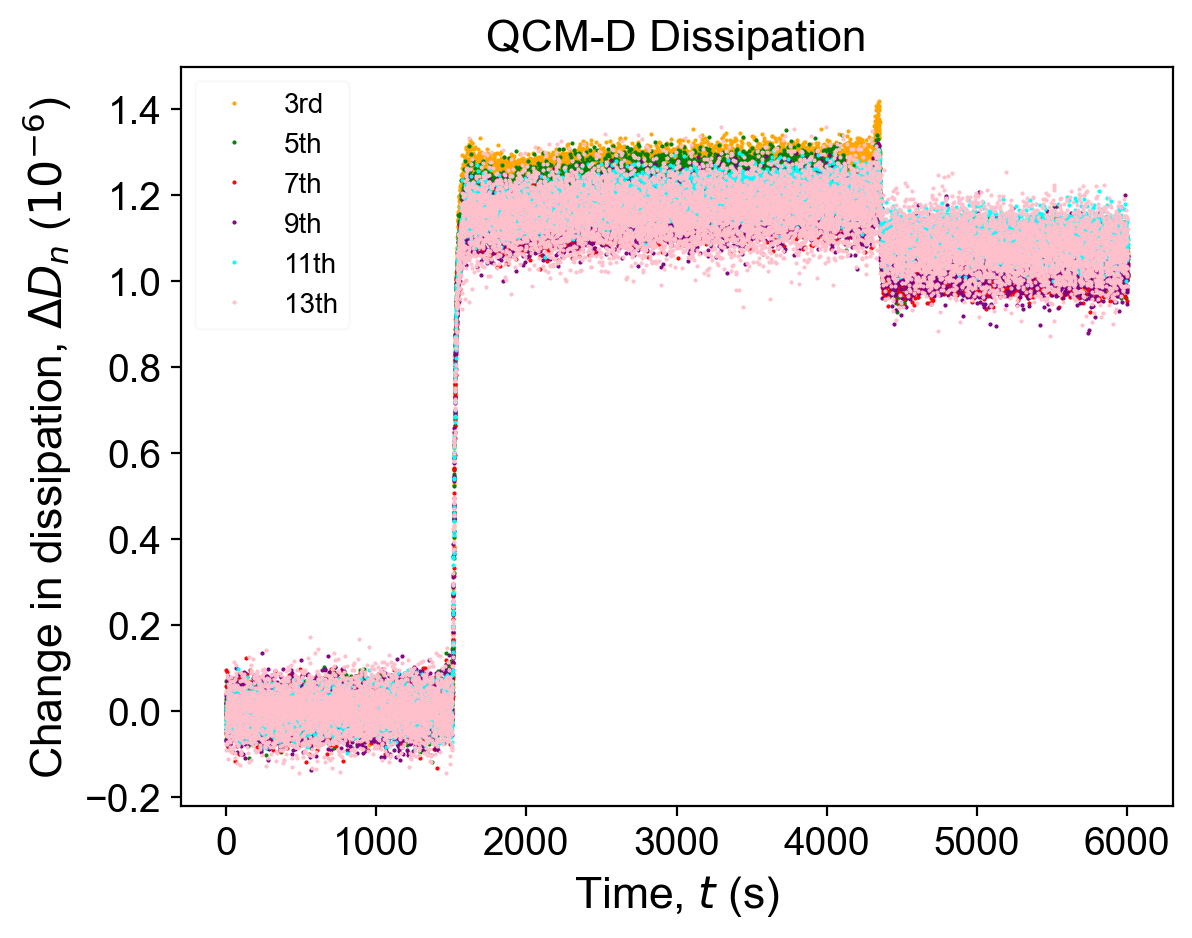 QCM-D Dissipation
Change in dissipation, ΔDₙ (10⁻⁶)
1.4
1.2
1.0
0.8
0.6
0.4
0.2
0.0
−0.2
3rd
5th
7th
9th
11th
13th
0 1000 2000 3000 4000 5000 6000
Time, t (s)